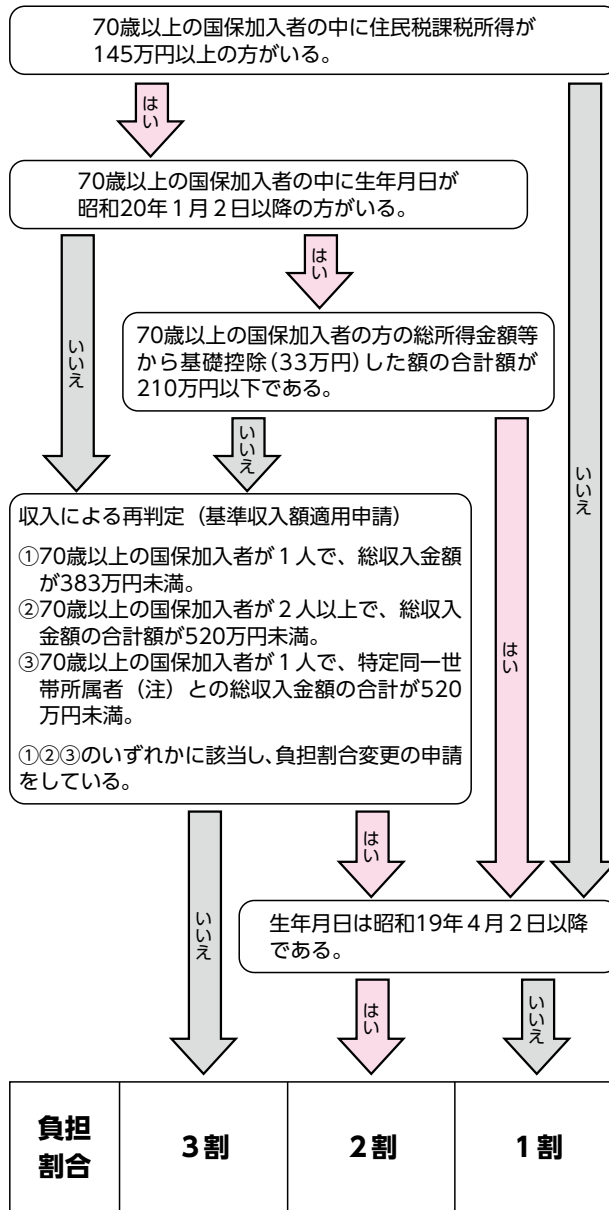 70歳以上の国保加入者の中に住民税課税所得が
145万円以上の方がいる。
はい
70歳以上の国保加入者の中に生年月日が
昭和20年1月2日以降の方がいる。
はい
いいえ
70歳以上の国保加入者の方の総所得金額等
から基礎控除(33万円)した額の合計額が
210万円以下である。
いいえ
いいえ
収入による再判定（基準収入額適用申請）
①70歳以上の国保加入者が1人で、総収入金額
が383万円未満。
②70歳以上の国保加入者が2人以上で、総収入
金額の合計額が520万円未満。
③70歳以上の国保加入者が1人で、特定同一世
帯所属者（注）との総収入金額の合計が520
万円未満。
①②③のいずれかに該当し、負担割合変更の申請
をしている。
はい
はい
いいえ
生年月日は昭和19年4月2日以降
である。
はい
いいえ
負担
割合
3割
2割
1割